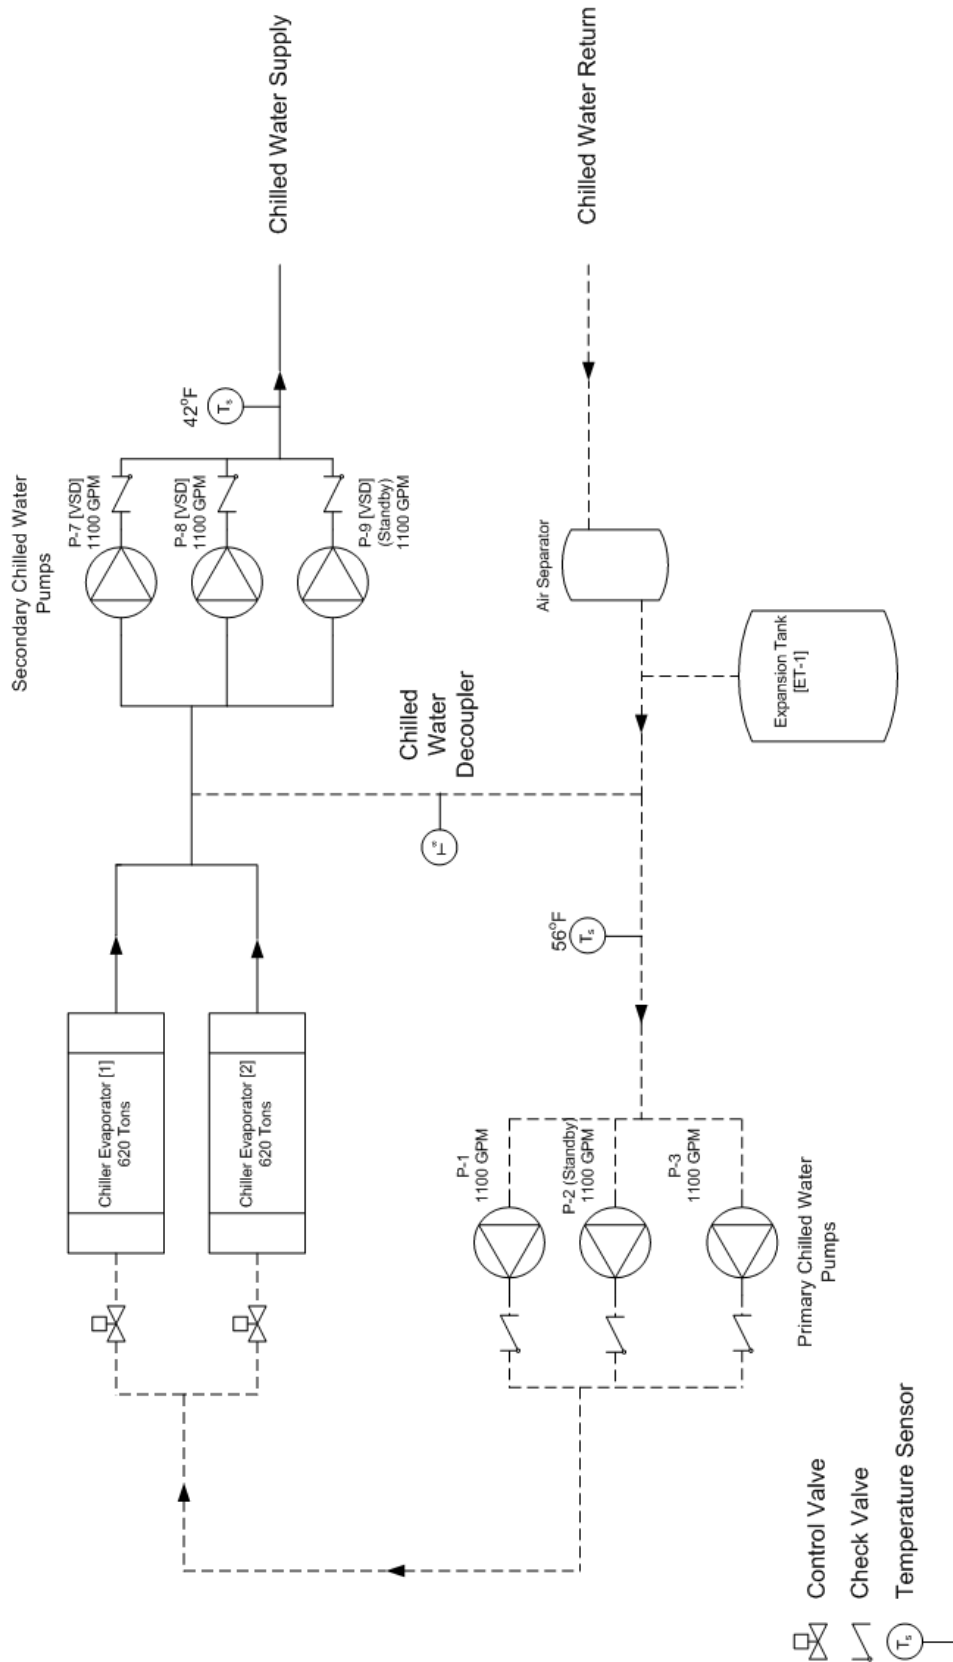 Secondary Chilled Water
Pumps
P-7 [VSD]
1100 GPM
P-8 [VSD]
1100 GPM
P-9 [VSD]
(Standby)
1100 GPM
42°F
Ts
Chilled Water Supply
Chilled Water Return
Air Separator
Expansion Tank
[ET-1]
Chilled
Water
Decoupler
Ts
56°F
Ts
Chiller Evaporator [1]
620 Tons
Chiller Evaporator [2]
620 Tons
P-1
1100 GPM
P-2 (Standby)
1100 GPM
P-3
1100 GPM
Primary Chilled Water
Pumps
Control Valve
Check Valve
Ts
Temperature Sensor